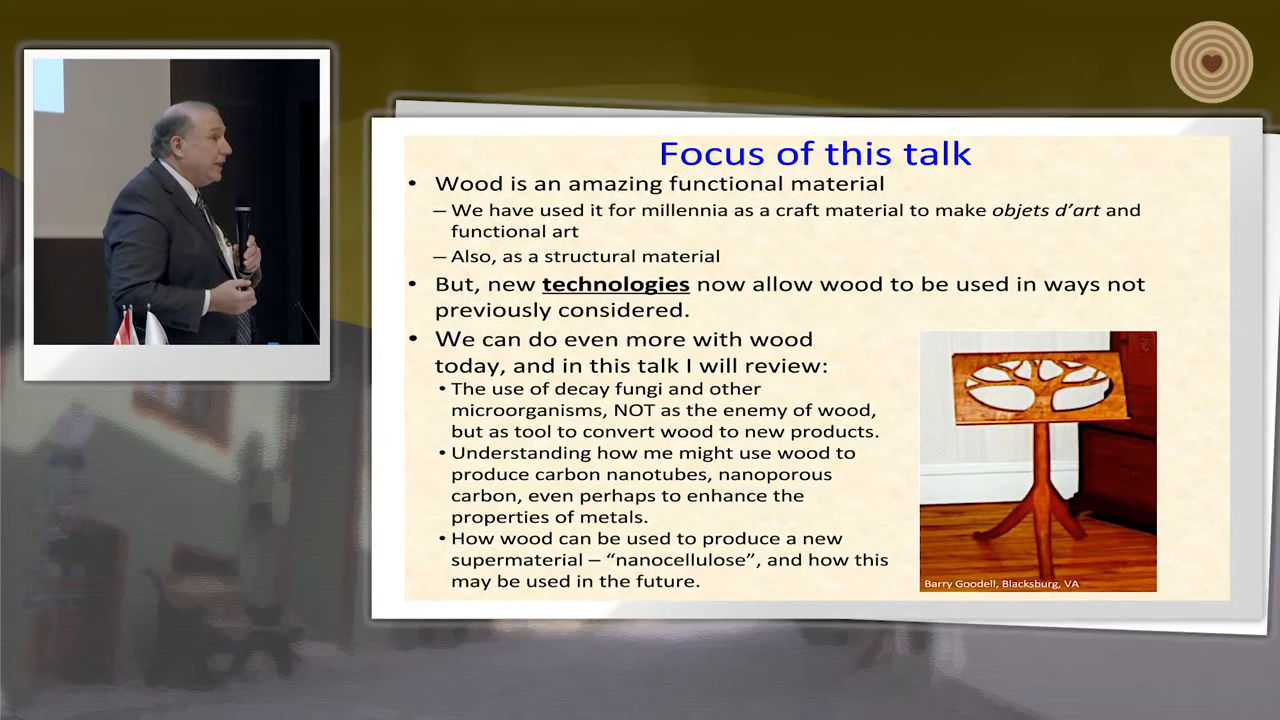 Focus of this talk
• Wood is an amazing functional material
– We have used it for millennia as a craft material to make objets d’art and
functional art
– Also, as a structural material
• But, new technologies now allow wood to be used in ways not
previously considered.
• We can do even more with wood
today, and in this talk I will review:
• The use of decay fungi and other
microorganisms, NOT as the enemy of wood,
but as tool to convert wood to new products.
• Understanding how me might use wood to
produce carbon nanotubes, nanoporous
carbon, even perhaps to enhance the
properties of metals.
• How wood can be used to produce a new
supermaterial – “nanocellulose”, and how this
may be used in the future.
Barry Goodell, Blacksburg, VA